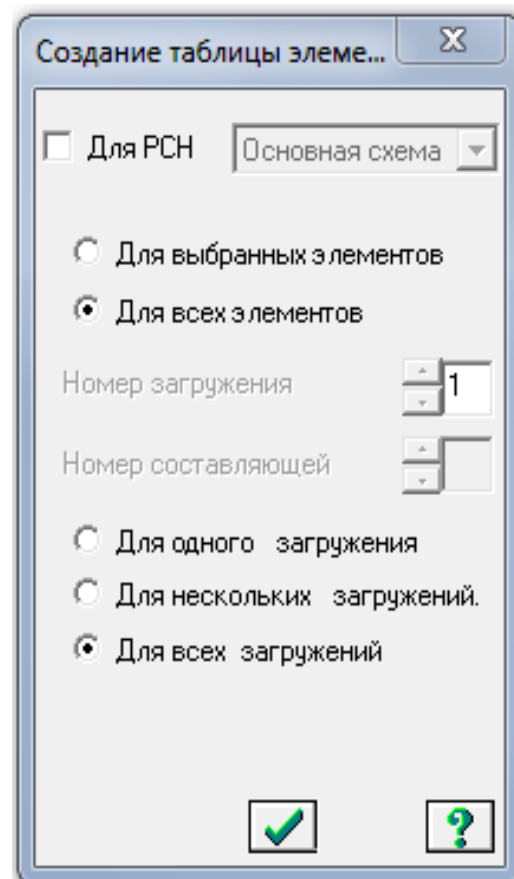 Создание таблицы элеме...
Для РСН Основная схема
Для выбранных элементов
Для всех элементов
Номер загружения 1
Номер составляющей
Для одного загружения
Для нескольких загружений.
Для всех загружений
?